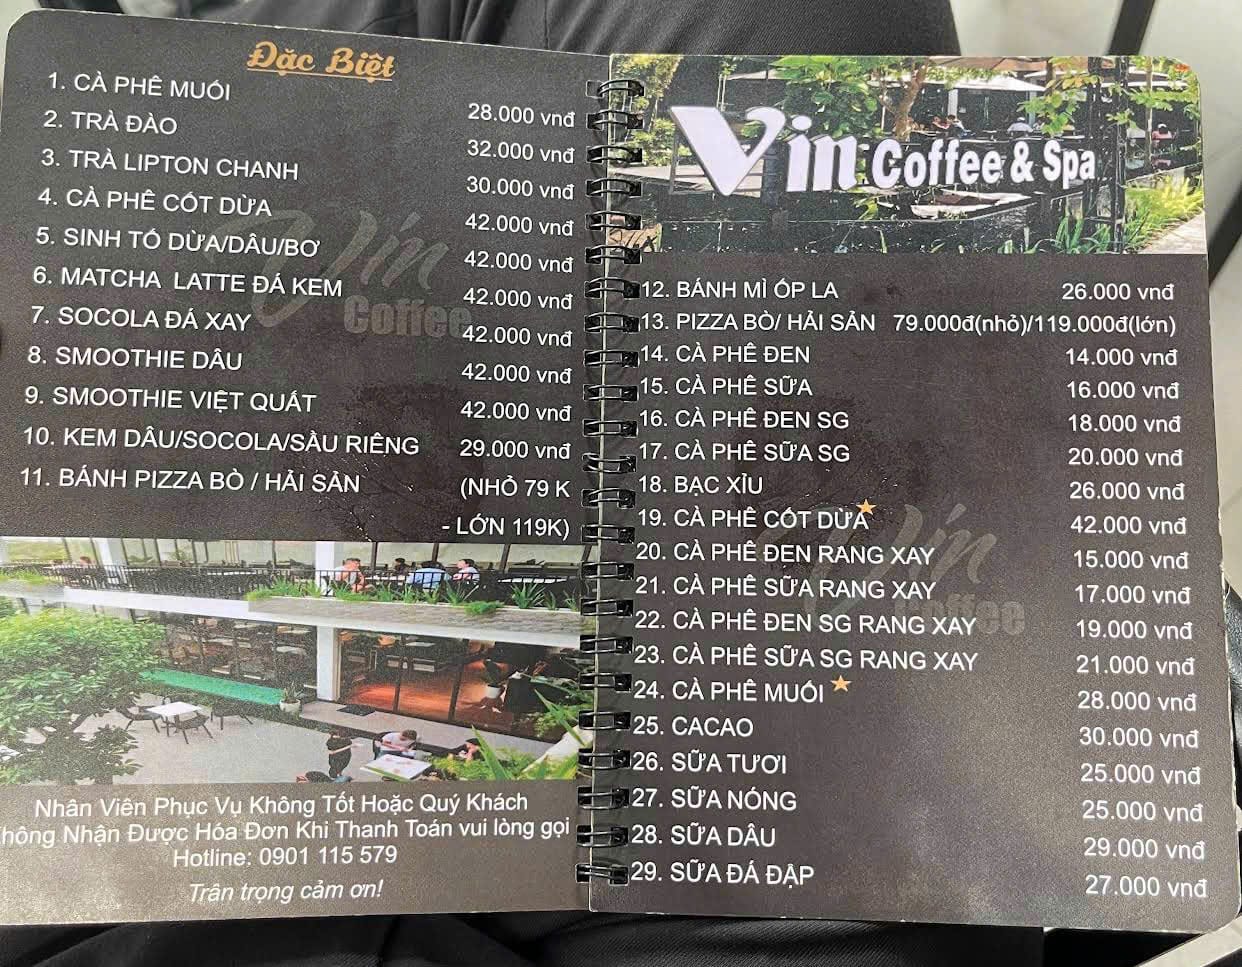 Đặc Biệt
1. CÀ PHÊ MUỐI 28.000 vnđ
2. TRÀ ĐÀO 32.000 vnđ
3. TRÀ LIPTON CHANH 30.000 vnđ
4. CÀ PHÊ CỐT DỪA 42.000 vnđ
5. SINH TỐ DỪA/DÂU/BƠ 42.000 vnđ
6. MATCHA LATTE ĐÁ KEM 42.000 vnđ
7. SOCOLA ĐÁ XAY 42.000 vnđ
8. SMOOTHIE DÂU 42.000 vnđ
9. SMOOTHIE VIỆT QUẤT 42.000 vnđ
10. KEM DÂU/SOCOLA/SẦU RIÊNG 29.000 vnđ
11. BÁNH PIZZA BÒ / HẢI SẢN (NHỎ 79 K
- LỚN 119K)
Vin
Coffee
Nhân Viên Phục Vụ Không Tốt Hoặc Quý Khách
hông Nhận Được Hóa Đơn Khi Thanh Toán vui lòng gọi
Hotline: 0901 115 579
Trân trọng cảm ơn!
Vin Coffee & Spa
12. BÁNH MÌ ỐP LA 26.000 vnđ
13. PIZZA BÒ/ HẢI SẢN 79.000đ(nhỏ)/119.000đ(lớn)
14. CÀ PHÊ ĐEN 14.000 vnđ
15. CÀ PHÊ SỮA 16.000 vnđ
16. CÀ PHÊ ĐEN SG 18.000 vnđ
17. CÀ PHÊ SỮA SG 20.000 vnđ
18. BẠC XỈU 26.000 vnđ
19. CÀ PHÊ CỐT DỪA 42.000 vnđ
20. CÀ PHÊ ĐEN RANG XAY 15.000 vnđ
21. CÀ PHÊ SỮA RANG XAY 17.000 vnđ
22. CÀ PHÊ ĐEN SG RANG XAY 19.000 vnđ
23. CÀ PHÊ SỮA SG RANG XAY 21.000 vnđ
24. CÀ PHÊ MUỐI 28.000 vnđ
25. CACAO 30.000 vnđ
26. SỮA TƯƠI 25.000 vnđ
27. SỮA NÓNG 25.000 vnđ
28. SỮA DÂU 29.000 vnđ
29. SỮA ĐÁ ĐẬP 27.000 vnđ
Vin
Coffee